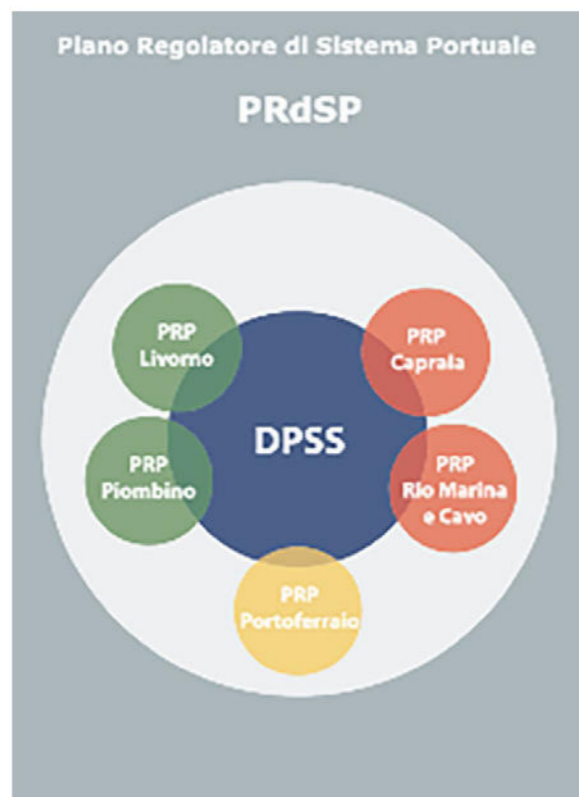 Piano Regolatore di Sistema Portuale
PRdSP
PRP
Livorno
PRP
Capraia
DPSS
PRP
Piombino
PRP
Rio Marina
e Cavo
PRP
Portoferraio